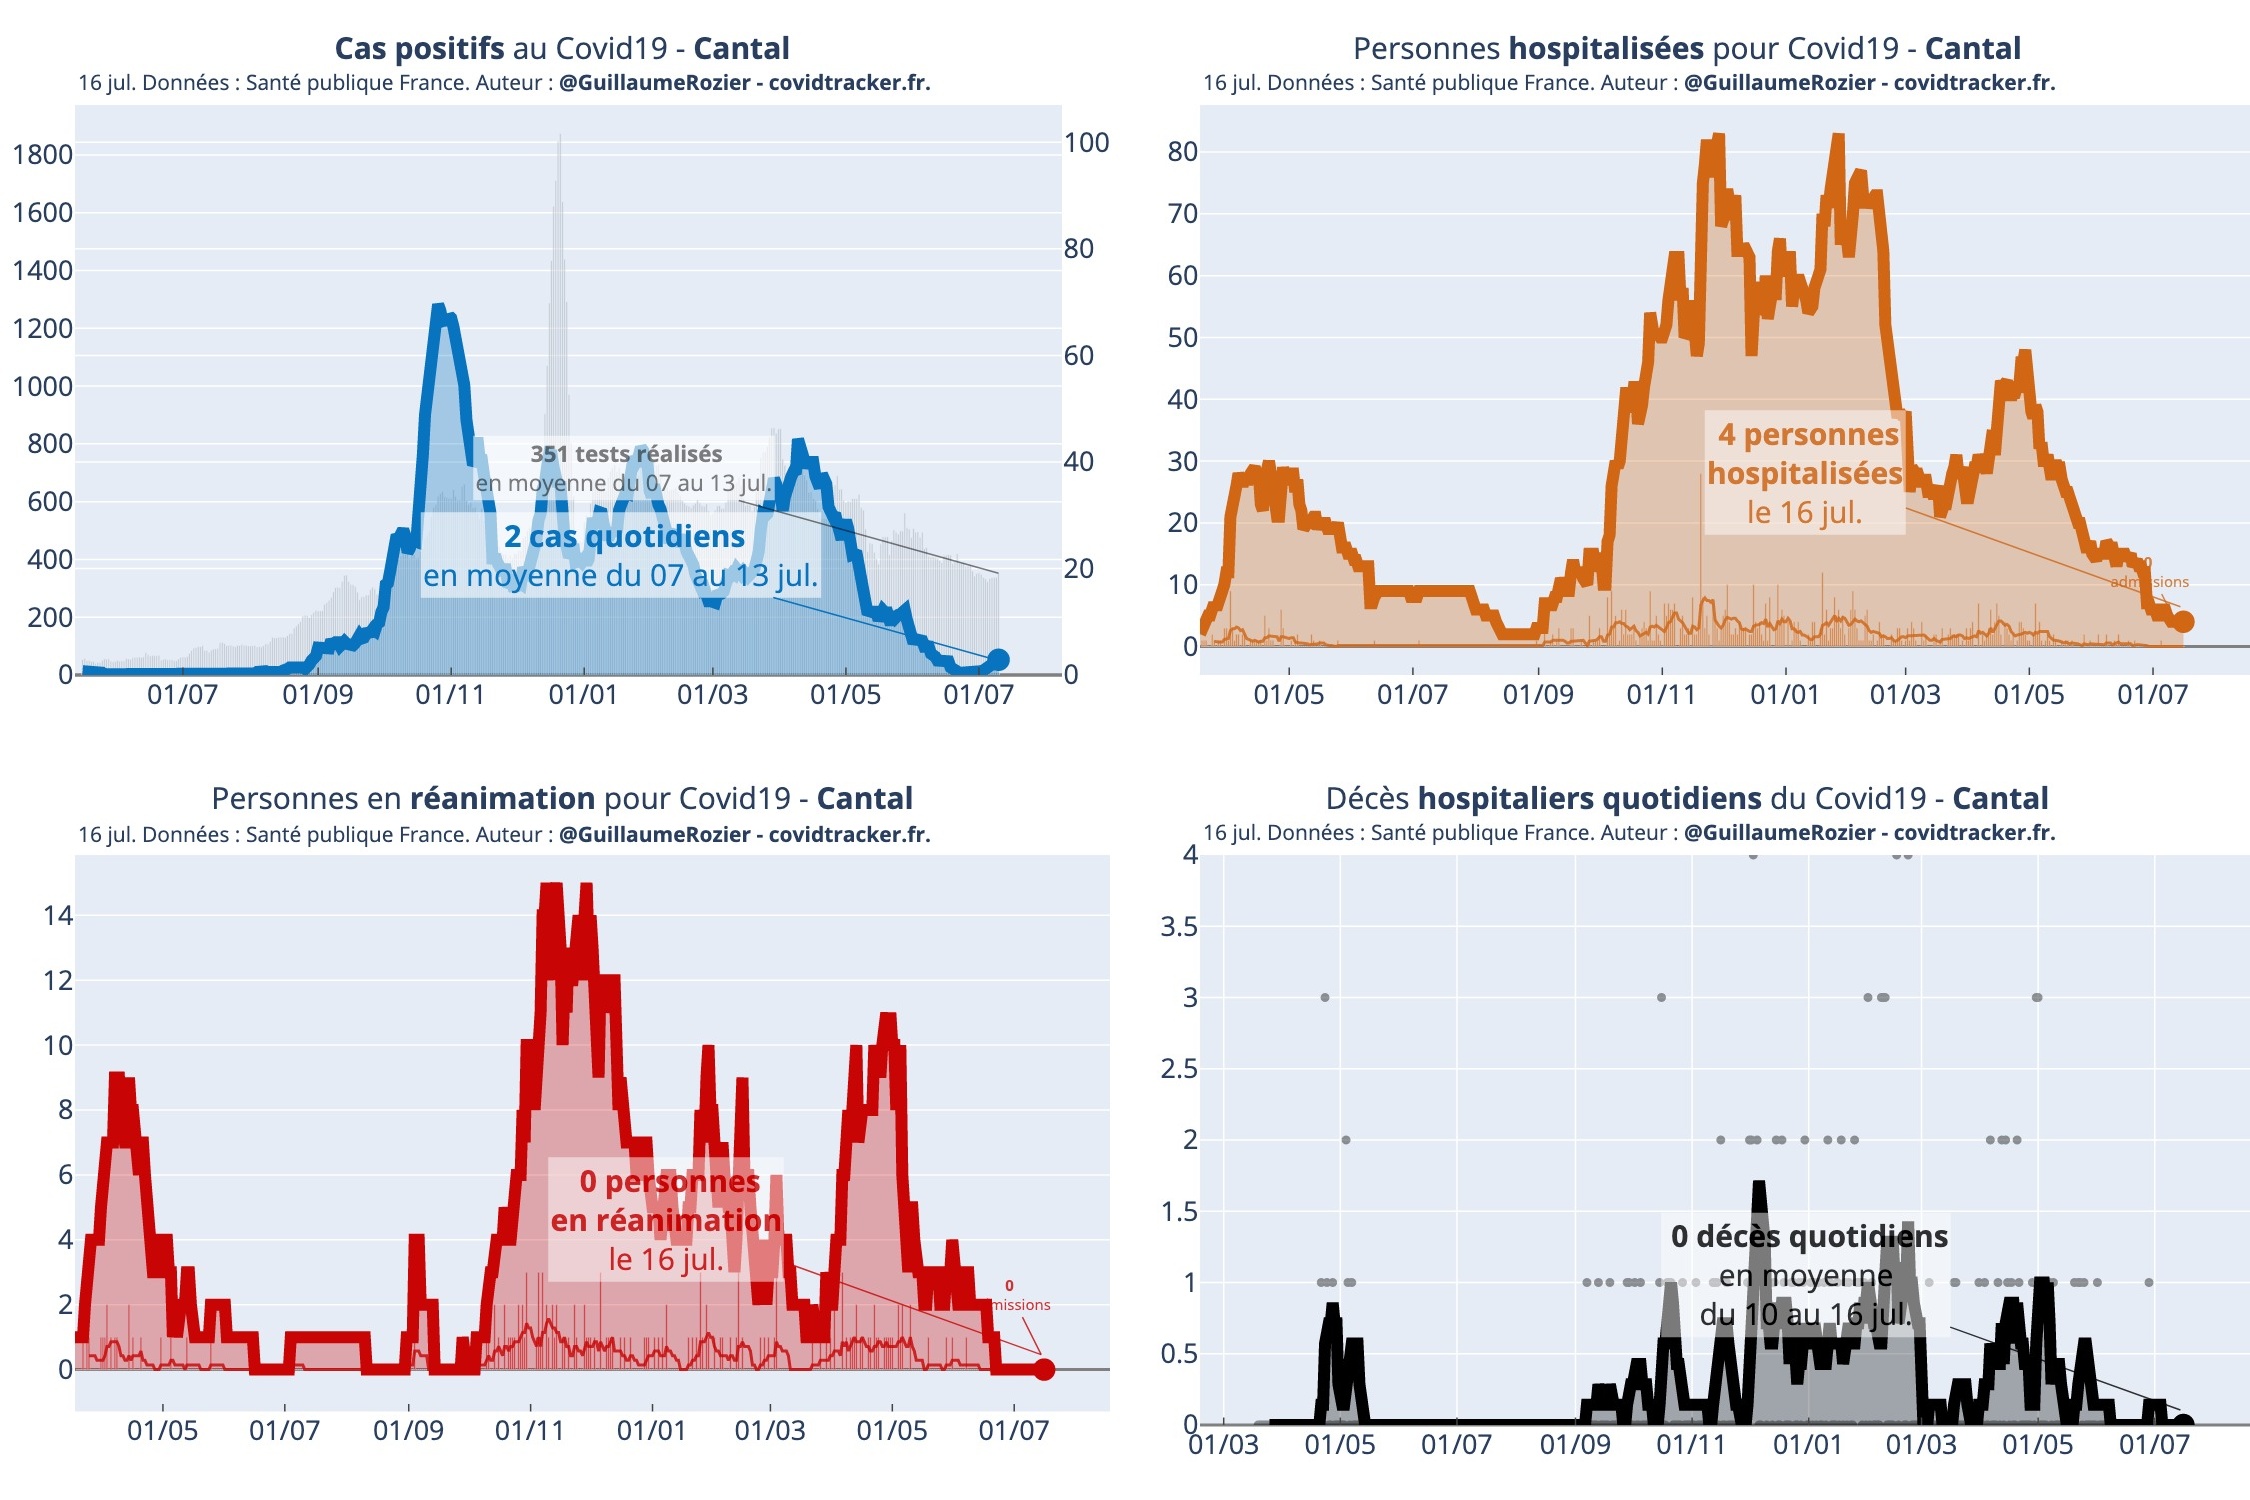 Cas positifs au Covid19 - Cantal
16 jul. Données : Santé publique France. Auteur : @GuillaumeRozier - covidtracker.fr.
1800
1600
1400
1200
1000
800
600
400
200
0
100
80
60
40
20
0
351 tests réalisés
en moyenne du 07 au 13 jul.
2 cas quotidiens
en moyenne du 07 au 13 jul.
01/07 01/09 01/11 01/01 01/03 01/05 01/07
Personnes hospitalisées pour Covid19 - Cantal
16 jul. Données : Santé publique France. Auteur : @GuillaumeRozier - covidtracker.fr.
80
70
60
50
40
30
20
10
0
4 personnes
hospitalisées
le 16 jul.
0
admissions
01/05 01/07 01/09 01/11 01/01 01/03 01/05 01/07
Personnes en réanimation pour Covid19 - Cantal
16 jul. Données : Santé publique France. Auteur : @GuillaumeRozier - covidtracker.fr.
14
12
10
8
6
4
2
0
0 personnes
en réanimation
le 16 jul.
0
missions
01/05 01/07 01/09 01/11 01/01 01/03 01/05 01/07
Décès hospitaliers quotidiens du Covid19 - Cantal
16 jul. Données : Santé publique France. Auteur : @GuillaumeRozier - covidtracker.fr.
4
3.5
3
2.5
2
1.5
1
0.5
0
0 décès quotidiens
en moyenne
du 10 au 16 jul.
01/03 01/05 01/07 01/09 01/11 01/01 01/03 01/05 01/07